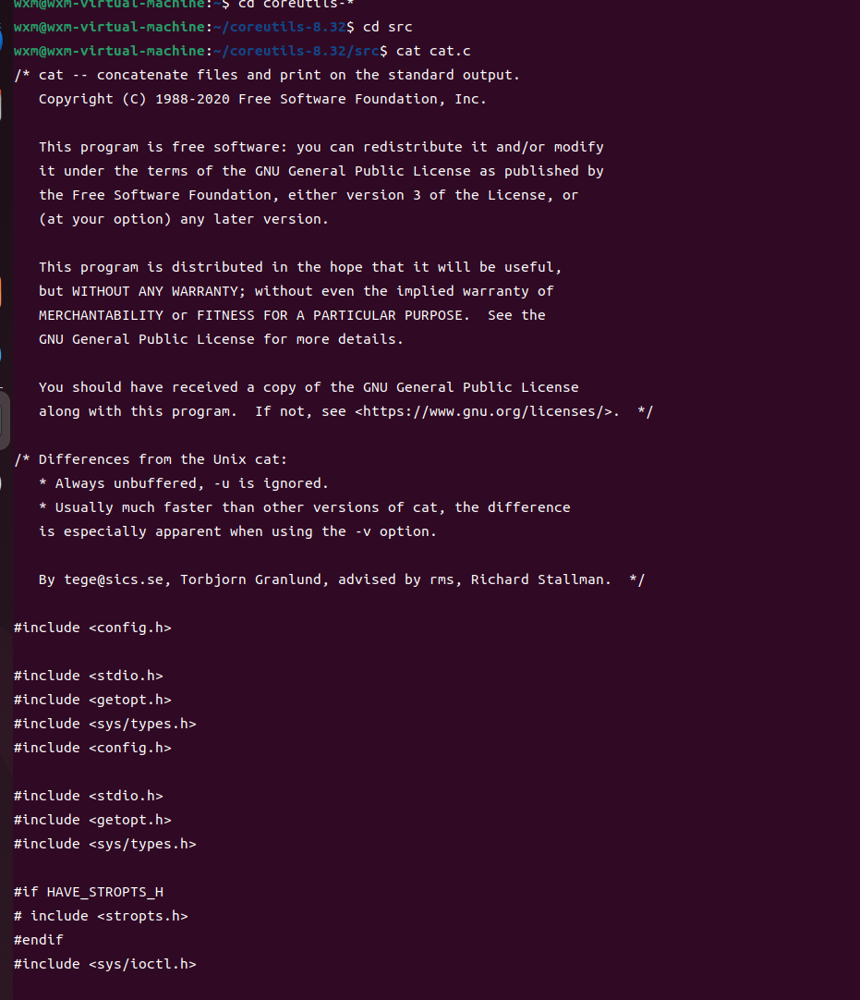 wxm@wxm-virtual-machine:~$ cd coreutils-*
wxm@wxm-virtual-machine:~/coreutils-8.32$ cd src
wxm@wxm-virtual-machine:~/coreutils-8.32/src$ cat cat.c
/* cat -- concatenate files and print on the standard output.
   Copyright (C) 1988-2020 Free Software Foundation, Inc.

   This program is free software: you can redistribute it and/or modify
   it under the terms of the GNU General Public License as published by
   the Free Software Foundation, either version 3 of the License, or
   (at your option) any later version.

   This program is distributed in the hope that it will be useful,
   but WITHOUT ANY WARRANTY; without even the implied warranty of
   MERCHANTABILITY or FITNESS FOR A PARTICULAR PURPOSE.  See the
   GNU General Public License for more details.

   You should have received a copy of the GNU General Public License
   along with this program.  If not, see <https://www.gnu.org/licenses/>.  */

/* Differences from the Unix cat:
   * Always unbuffered, -u is ignored.
   * Usually much faster than other versions of cat, the difference
   is especially apparent when using the -v option.

   By tege@sics.se, Torbjorn Granlund, advised by rms, Richard Stallman.  */

#include <config.h>

#include <stdio.h>
#include <getopt.h>
#include <sys/types.h>
#include <config.h>

#include <stdio.h>
#include <getopt.h>
#include <sys/types.h>

#if HAVE_STROPTS_H
# include <stropts.h>
#endif
#include <sys/ioctl.h>